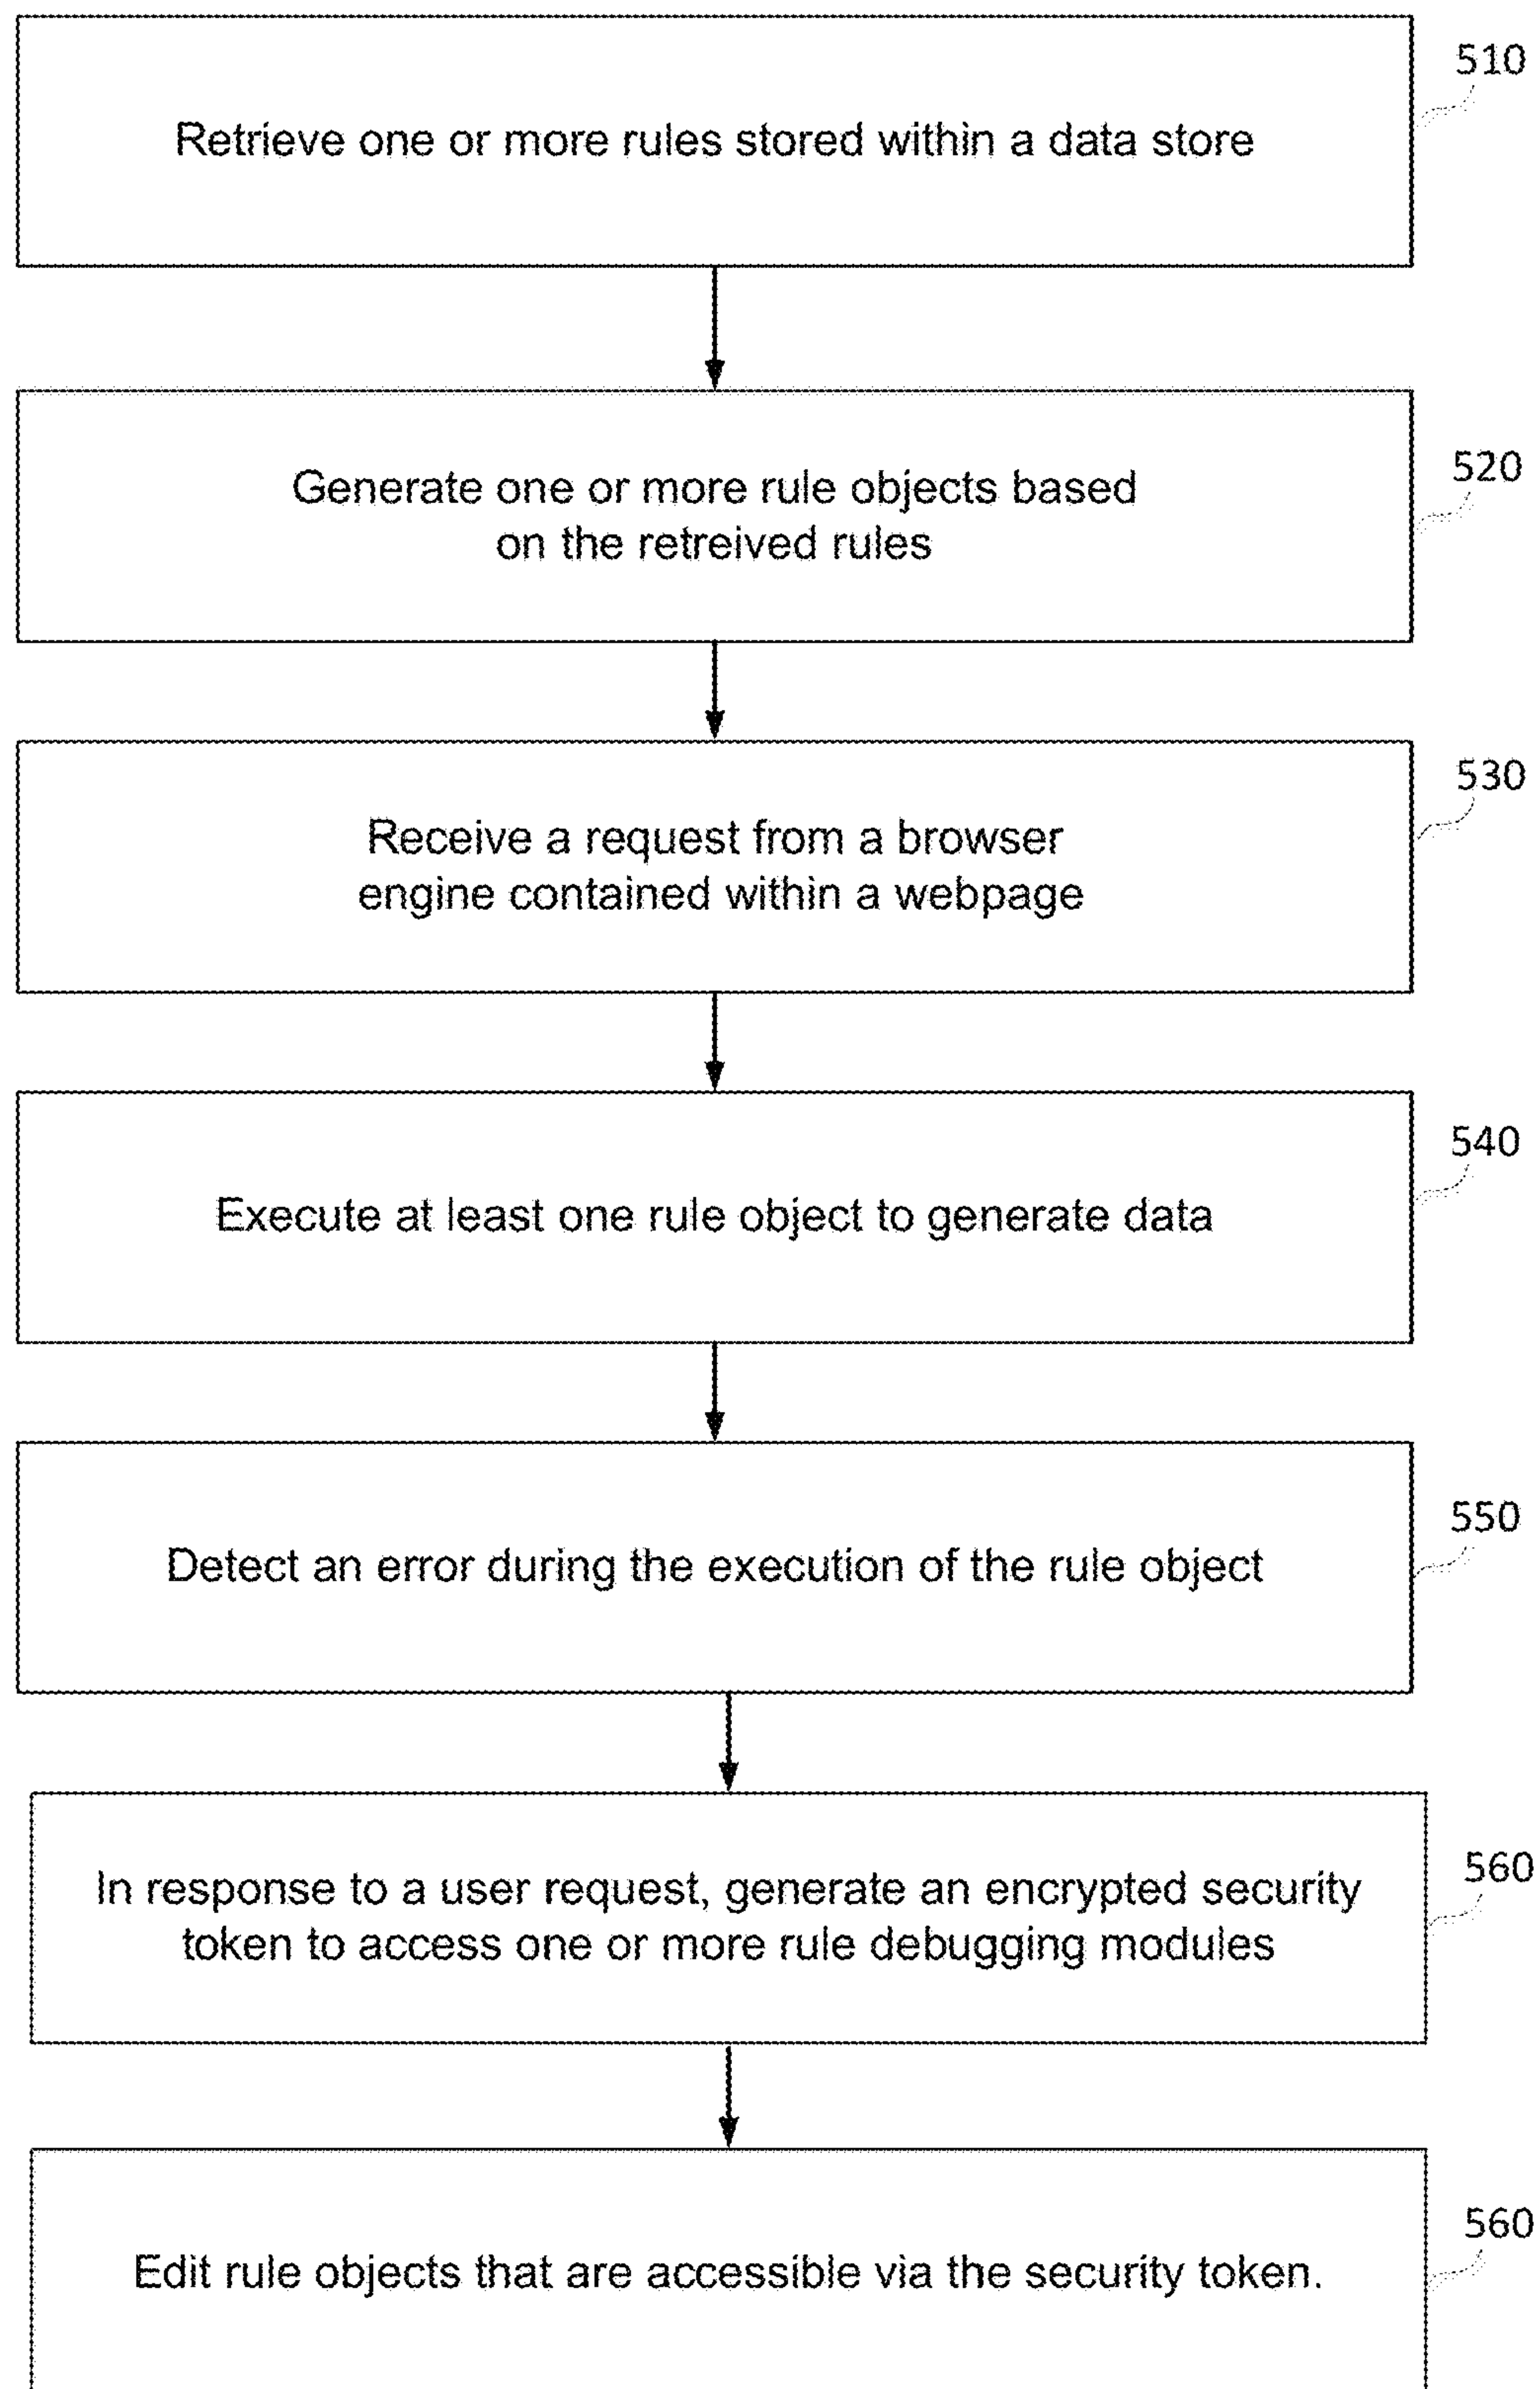 510
Retrieve one or more rules stored within a data store
520
Generate one or more rule objects based
on the retreived rules
530
Receive a request from a browser
engine contained within a webpage
540
Execute at least one rule object to generate data
550
Detect an error during the execution of the rule object
560
In response to a user request, generate an encrypted security
token to access one or more rule debugging modules
560
Edit rule objects that are accessible via the security token.